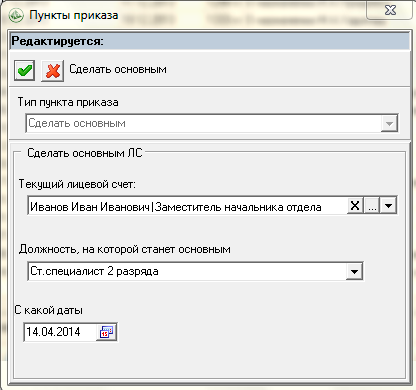 Пункты приказа
Редактируется:
Сделать основным
Тип пункта приказа
Сделать основным
Сделать основным ЛС
Текущий лицевой счет:
Иванов Иван Иванович|Заместитель начальника отдела
X ...
Должность, на которой станет основным
Ст.специалист 2 разряда
С какой даты
14.04.2014